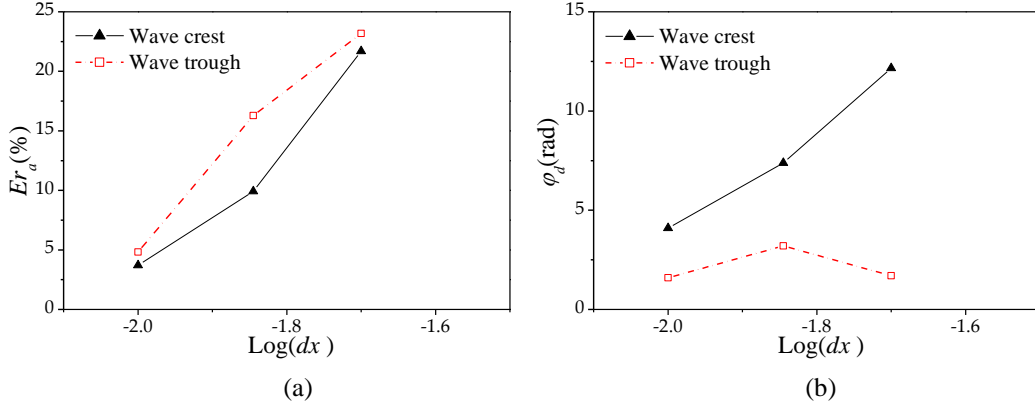 25
Wave crest
Wave trough
20
15
10
5
0
Er_a(%)
-2.0
-1.8
-1.6
Log(dx )
(a)
15
Wave crest
Wave trough
10
5
0
φ_d(rad)
-2.0
-1.8
-1.6
Log(dx )
(b)